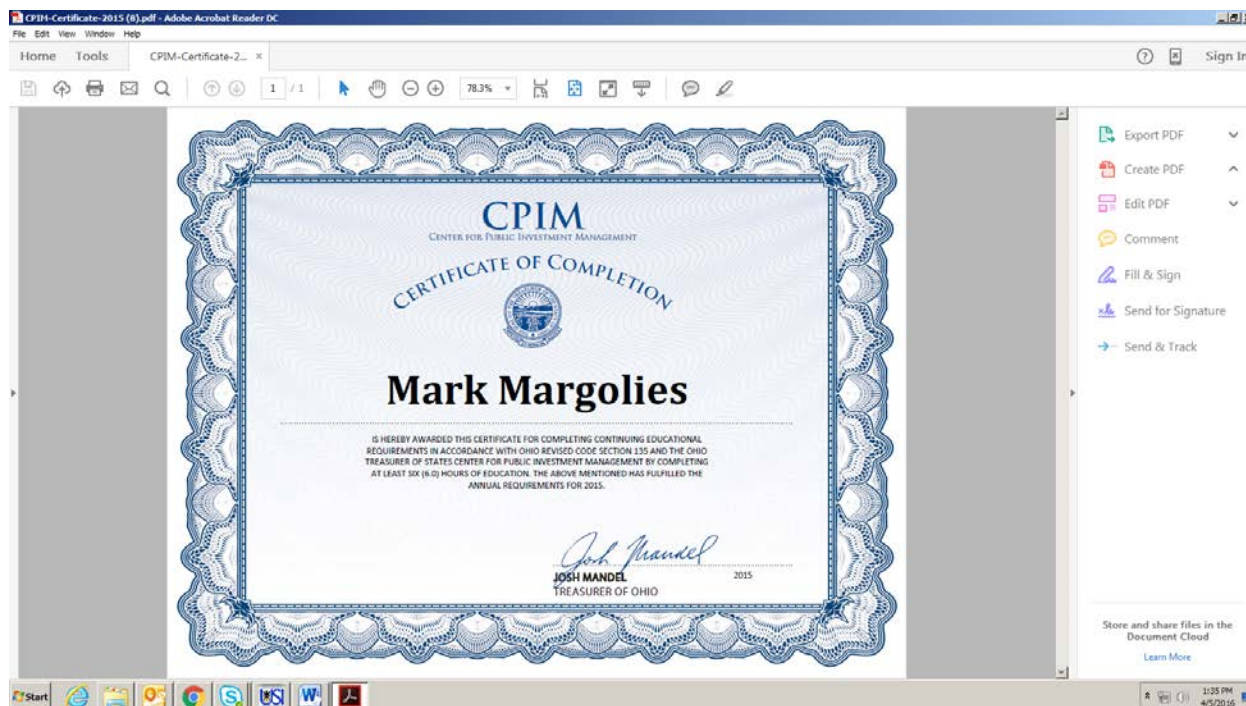 CPIM-Certificate-2015 (8).pdf - Adobe Acrobat Reader DC
File Edit View Window Help
Home Tools CPIM-Certificate-2... × Sign In
1 / 1 78.3%
Export PDF
Create PDF
Edit PDF
Comment
Fill & Sign
Send for Signature
Send & Track
CPIM
CENTER FOR PUBLIC INVESTMENT MANAGEMENT
CERTIFICATE OF COMPLETION
Mark Margolies
IS HEREBY AWARDED THIS CERTIFICATE FOR COMPLETING CONTINUING EDUCATIONAL
REQUIREMENTS IN ACCORDANCE WITH OHIO REVISED CODE SECTION 135 AND THE OHIO
TREASURER OF STATES CENTER FOR PUBLIC INVESTMENT MANAGEMENT BY COMPLETING
AT LEAST SIX (6.0) HOURS OF EDUCATION. THE ABOVE MENTIONED HAS FULFILLED THE
ANNUAL REQUIREMENTS FOR 2015.
Josh Mandel
JOSH MANDEL 2015
TREASURER OF OHIO
Store and share files in the
Document Cloud
Learn More
Start 1:35 PM
4/5/2016